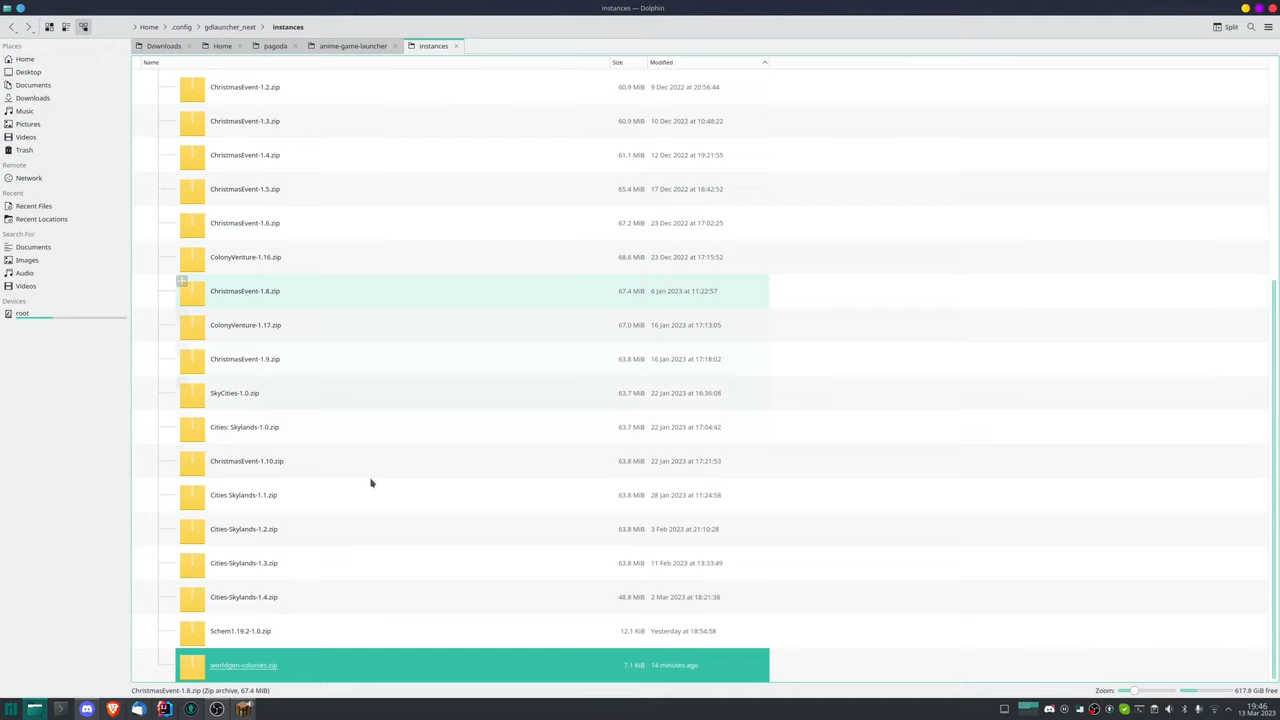 instances — Dolphin
Home
.config
gdlauncher_next
instances
Split
Places
Home
Desktop
Documents
Downloads
Music
Pictures
Videos
Trash
Remote
Network
Recent
Recent Files
Recent Locations
Search For
Documents
Images
Audio
Videos
Devices
root
Downloads
Home
pagoda
anime-game-launcher
instances
Name Size Modified
ChristmasEvent-1.2.zip 60.9 MiB 9 Dec 2022 at 20:56:44
ChristmasEvent-1.3.zip 60.9 MiB 10 Dec 2022 at 10:48:22
ChristmasEvent-1.4.zip 61.1 MiB 12 Dec 2022 at 19:21:55
ChristmasEvent-1.5.zip 65.4 MiB 17 Dec 2022 at 16:42:52
ChristmasEvent-1.6.zip 67.2 MiB 23 Dec 2022 at 17:02:25
ColonyVenture-1.16.zip 68.6 MiB 23 Dec 2022 at 17:15:52
ChristmasEvent-1.8.zip 67.4 MiB 6 Jan 2023 at 11:22:57
ColonyVenture-1.17.zip 67.0 MiB 16 Jan 2023 at 17:13:05
ChristmasEvent-1.9.zip 63.8 MiB 16 Jan 2023 at 17:18:02
SkyCities-1.0.zip 63.7 MiB 22 Jan 2023 at 16:36:08
Cities: Skylands-1.0.zip 63.7 MiB 22 Jan 2023 at 17:04:42
ChristmasEvent-1.10.zip 63.8 MiB 22 Jan 2023 at 17:21:53
Cities Skylands-1.1.zip 63.8 MiB 28 Jan 2023 at 11:24:58
Cities-Skylands-1.2.zip 63.8 MiB 3 Feb 2023 at 21:10:28
Cities-Skylands-1.3.zip 63.8 MiB 11 Feb 2023 at 13:33:49
Cities-Skylands-1.4.zip 48.8 MiB 2 Mar 2023 at 18:21:38
Schem1.19.2-1.0.zip 12.1 KiB Yesterday at 18:54:58
worldgen-colonies.zip 7.1 KiB 14 minutes ago
ChristmasEvent-1.8.zip (Zip archive, 67.4 MiB)
Zoom:
617.8 GiB free
19:46
13 Mar 2023